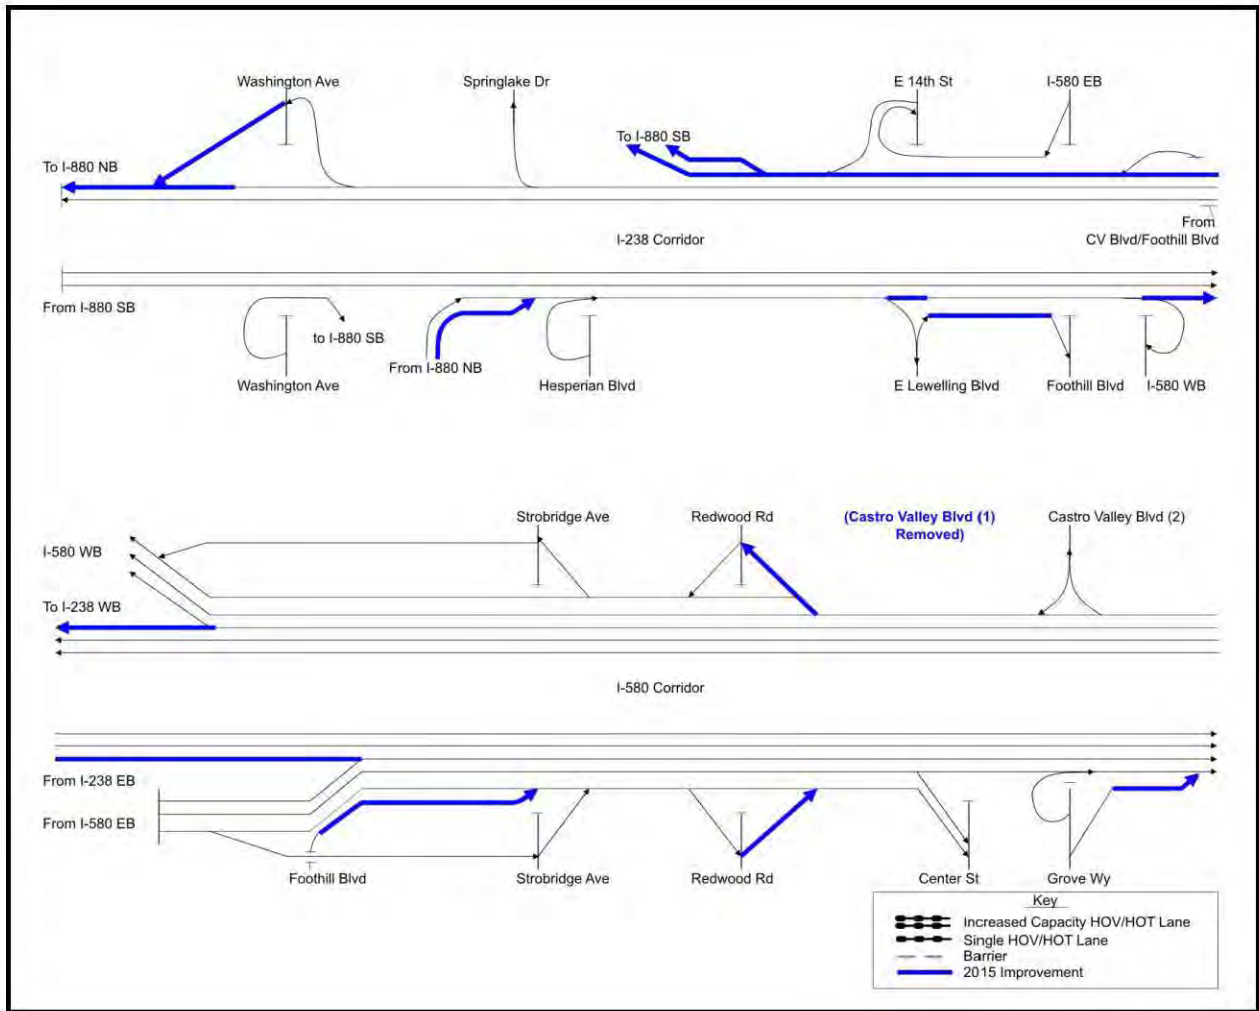 Washington Ave
Springlake Dr
E 14th St
I-580 EB
To I-880 NB
To I-880 SB
From
CV Blvd/Foothill Blvd
I-238 Corridor
From I-880 SB
to I-880 SB
From I-880 NB
Washington Ave
Hesperian Blvd
E Lewelling Blvd
Foothill Blvd
I-580 WB
Strobridge Ave
Redwood Rd
(Castro Valley Blvd (1)
Removed)
Castro Valley Blvd (2)
I-580 WB
To I-238 WB
I-580 Corridor
From I-238 EB
From I-580 EB
Foothill Blvd
Strobridge Ave
Redwood Rd
Center St
Grove Wy
Key
Increased Capacity HOV/HOT Lane
Single HOV/HOT Lane
Barrier
2015 Improvement